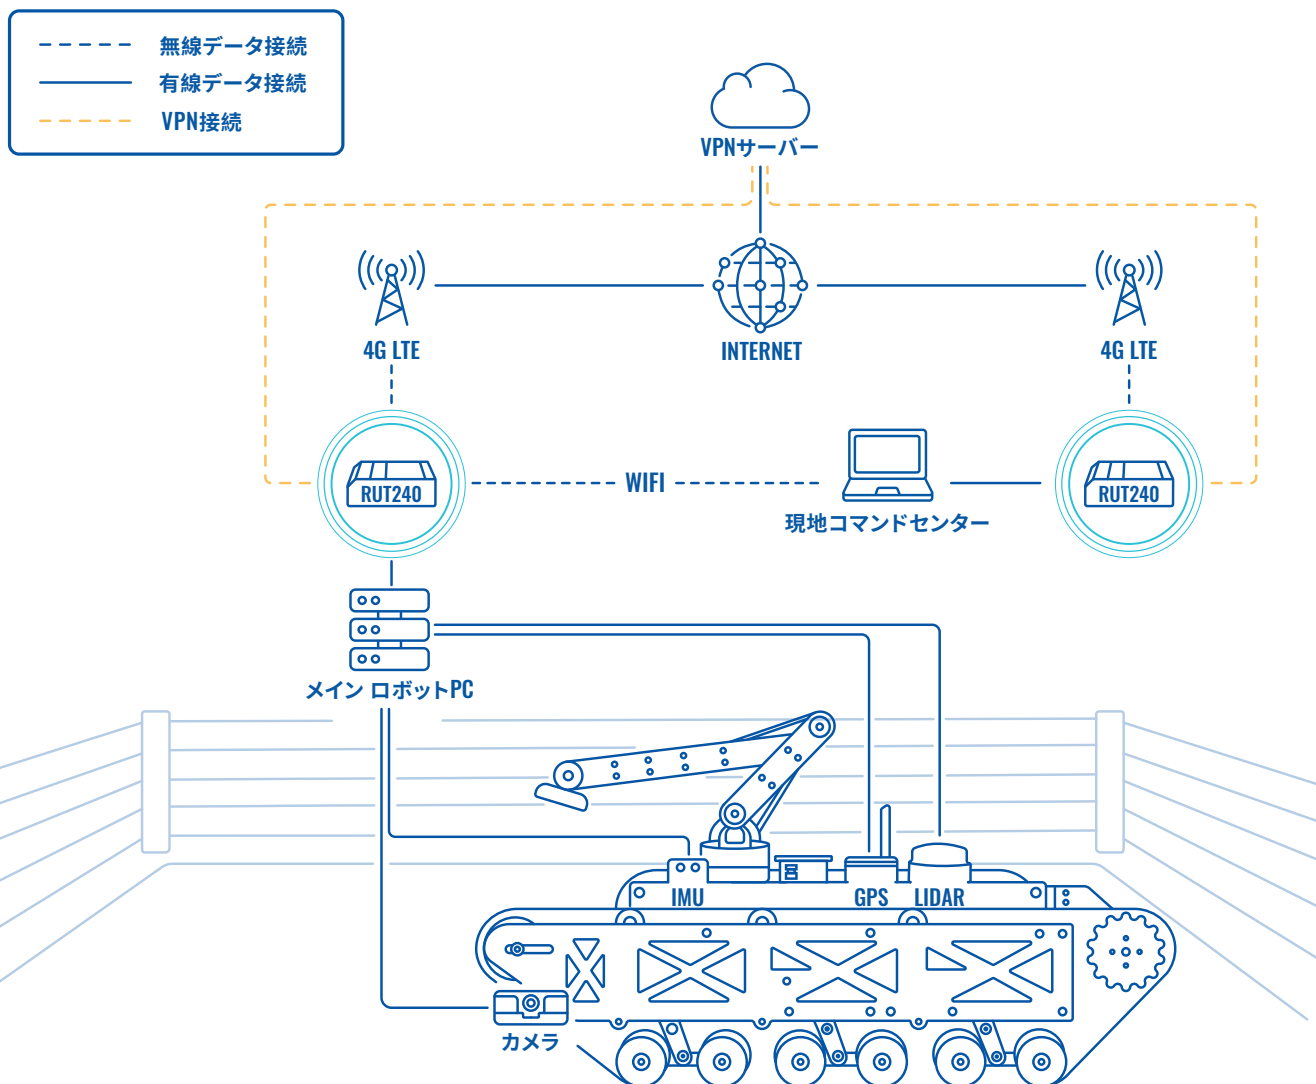 無線データ接続
有線データ接続
VPN接続
VPNサーバー
4G LTE
INTERNET
4G LTE
RUT240
WIFI
現地コマンドセンター
RUT240
メイン ロボットPC
IMU
GPS
LIDAR
カメラ